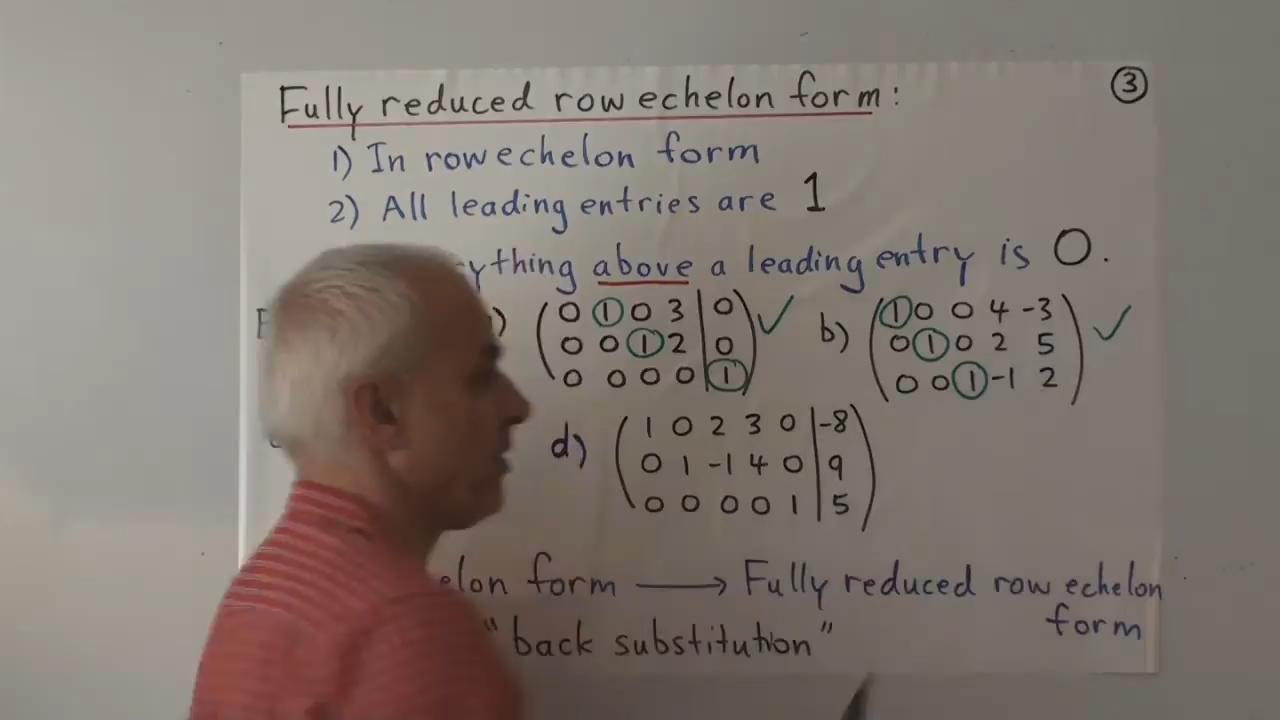 ③
Fully reduced row echelon form:
1) In row echelon form
2) All leading entries are 1
above a leading entry is 0.
0 1 0 3 | 0 ✓
0 0 1 2 | 0
0 0 0 0 | 1
b) 1 0 0 4 -3 ✓
0 1 0 2 5
0 0 1 -1 2
d) 1 0 2 3 0 | -8
0 1 -1 4 0 | 9
0 0 0 0 1 | 5
form → Fully reduced row echelon
form
"back substitution"